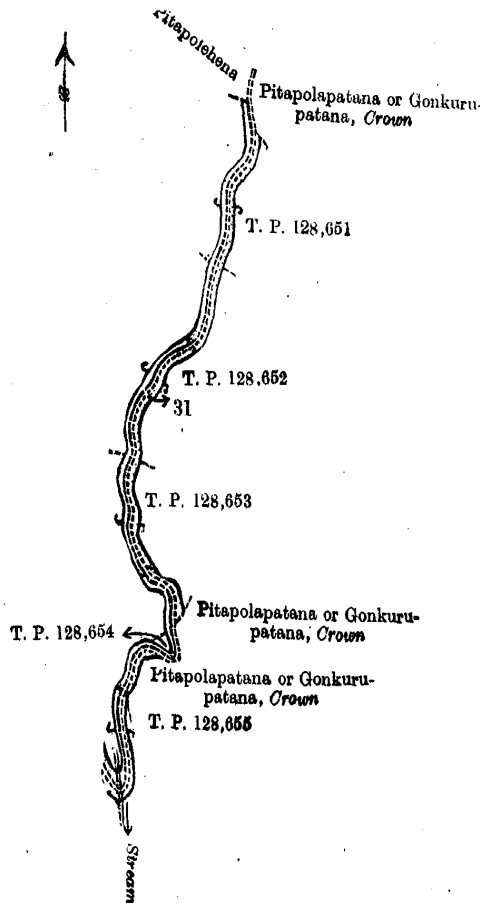 Pitapolehena
Pitapolapatana or Gonkuru-
patana, Crown
T. P. 128,651
T. P. 128,652
31
T. P. 128,653
Pitapolapatana or Gonkuru-
patana, Crown
T. P. 128,654
Pitapolapatana or Gonkuru-
patana, Crown
T. P. 128,655
Stream